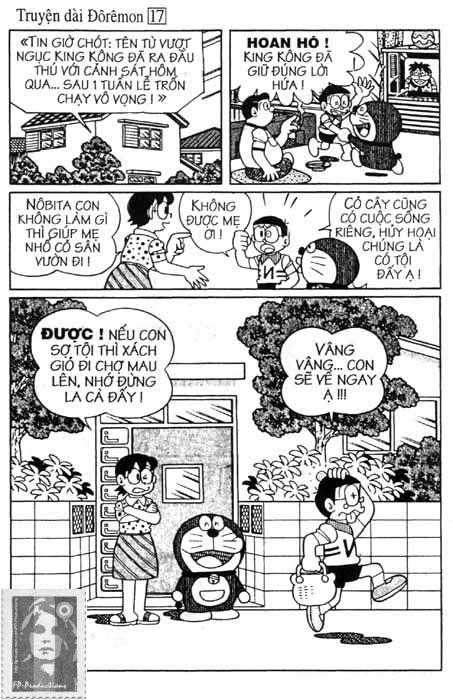 Truyện dài Đôrêmon 17
«TIN GIỜ CHÓT: TÊN TÙ VƯỢT
NGỤC KING KÔNG ĐÃ RA ĐẦU
THÚ VỚI CẢNH SÁT HÔM
QUA... SAU 1 TUẦN LỄ TRỐN
CHẠY VÔ VỌNG ! »
HOAN HÔ !
KING KÔNG ĐÃ
GIỮ ĐÚNG LỜI
HỨA !
NÔBITA CON
KHÔNG LÀM GÌ
THÌ GIÚP MẸ
NHỔ CỎ SÂN
VƯỜN ĐI !
KHÔNG
ĐƯỢC MẸ
ƠI !
CỎ CÂY CŨNG
CÓ CUỘC SỐNG
RIÊNG, HỦY HOẠI
CHÚNG LÀ
CÓ TỘI
ĐẤY Ạ !
ĐƯỢC ! NẾU CON
SỢ TỘI THÌ XÁCH
GIỎ ĐI CHỢ MAU
LÊN, NHỚ ĐỪNG
LA CÀ ĐẤY !
VÂNG
VÂNG... CON
SẼ VỀ NGAY
Ạ !!!
FP-Productions